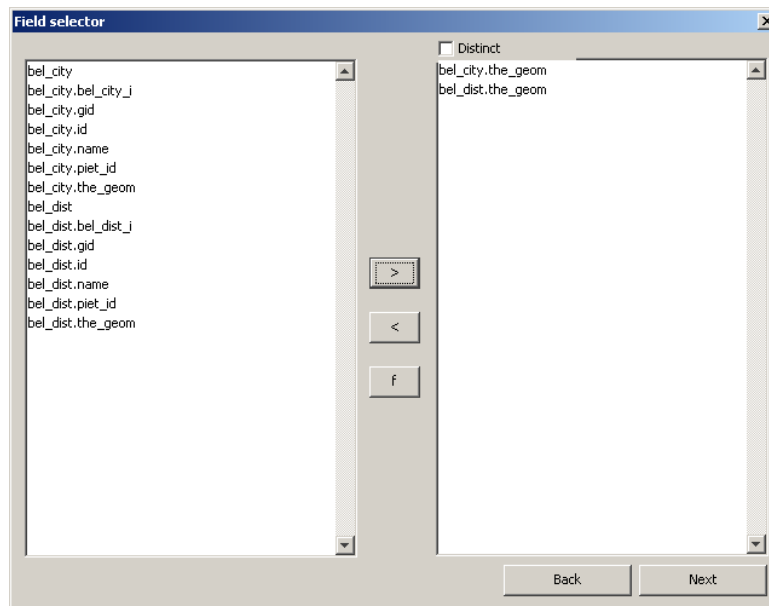 Field selector
Distinct
bel_city
bel_city.bel_city_i
bel_city.gid
bel_city.id
bel_city.name
bel_city.piet_id
bel_city.the_geom
bel_dist
bel_dist.bel_dist_i
bel_dist.gid
bel_dist.id
bel_dist.name
bel_dist.piet_id
bel_dist.the_geom
>
<
f
bel_city.the_geom
bel_dist.the_geom
Back
Next